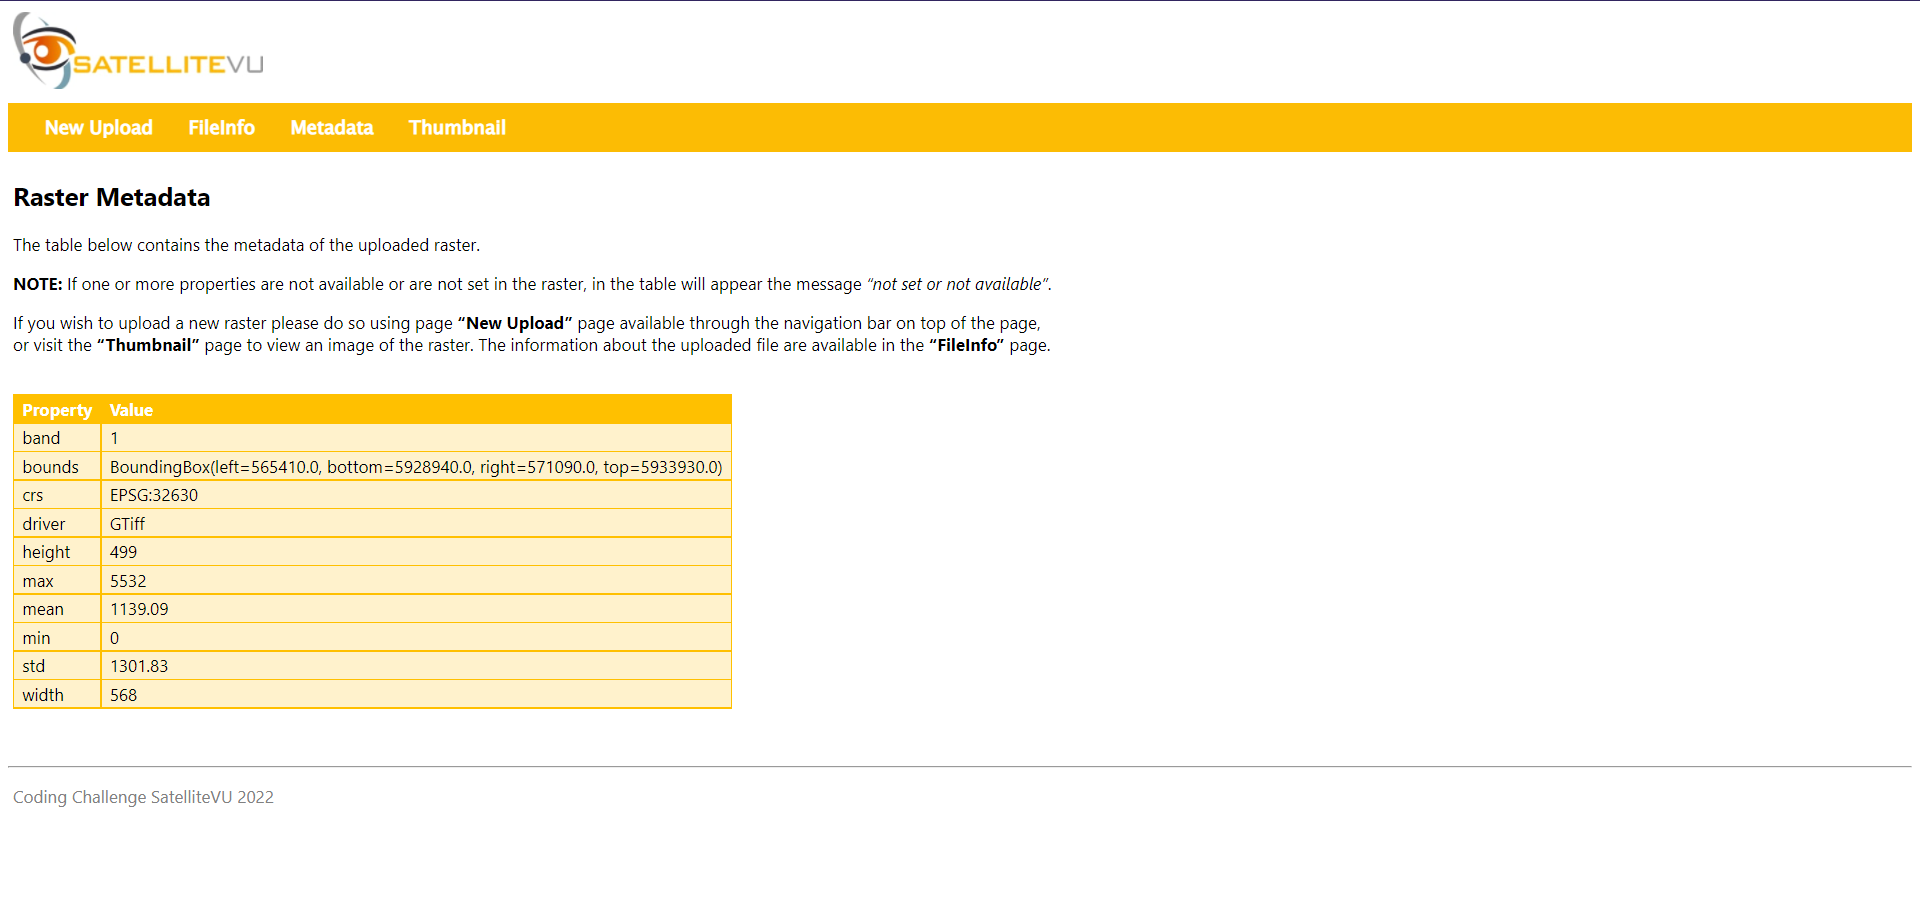 SATELLITEVU
New Upload FileInfo Metadata Thumbnail
Raster Metadata
The table below contains the metadata of the uploaded raster.
NOTE: If one or more properties are not available or are not set in the raster, in the table will appear the message “not set or not available”.
If you wish to upload a new raster please do so using page “New Upload” page available through the navigation bar on top of the page,
or visit the “Thumbnail” page to view an image of the raster. The information about the uploaded file are available in the “FileInfo” page.
Property Value
band 1
bounds BoundingBox(left=565410.0, bottom=5928940.0, right=571090.0, top=5933930.0)
crs EPSG:32630
driver GTiff
height 499
max 5532
mean 1139.09
min 0
std 1301.83
width 568
Coding Challenge SatelliteVU 2022